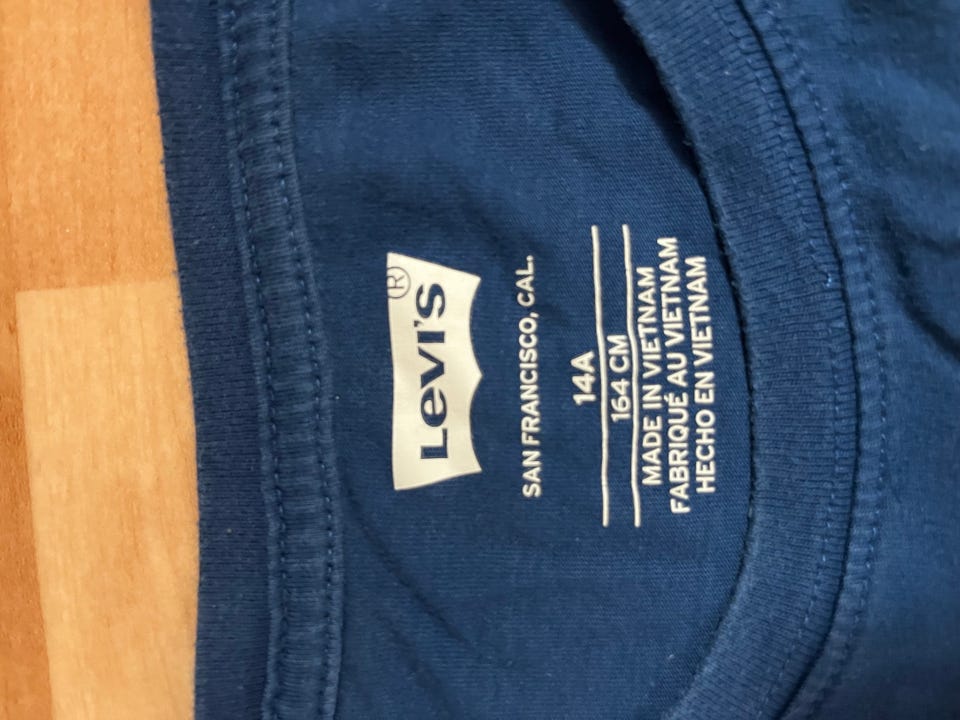 Levi's®
SAN FRANCISCO, CAL.
14A
164 CM
MADE IN VIETNAM
FABRIQUÉ AU VIETNAM
HECHO EN VIETNAM